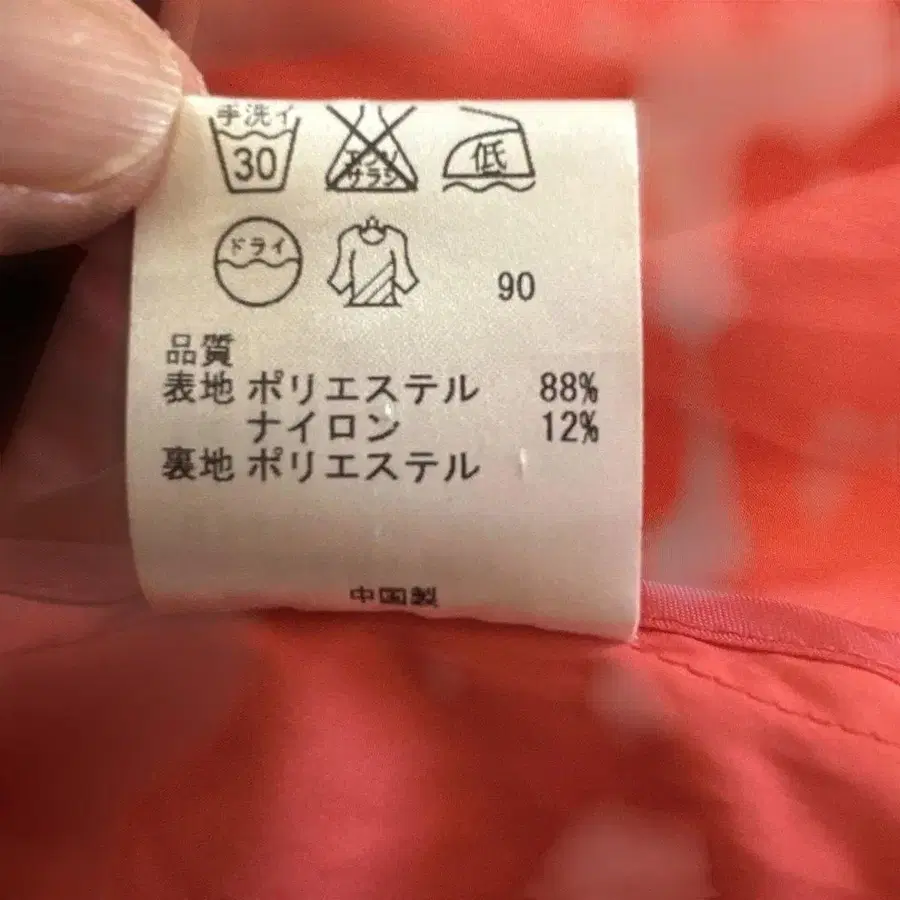 手洗イ
30
エンソ
サラシ
低
ドライ
90
品質
表地 ポリエステル 88%
ナイロン 12%
裏地 ポリエステル
中国製